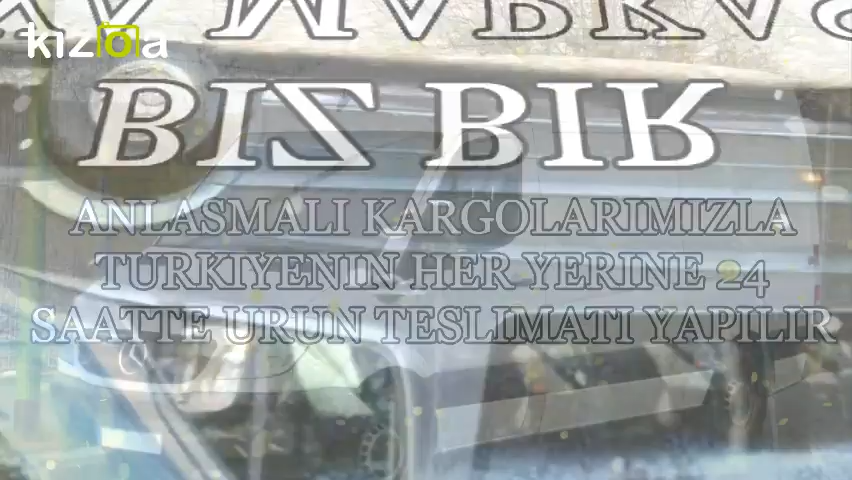 kizoa
BIZ BIR
ANLASMALI KARGOLARIMIZLA
TURKIYENIN HER YERINE 24
SAATTE URUN TESLIMATI YAPILIR